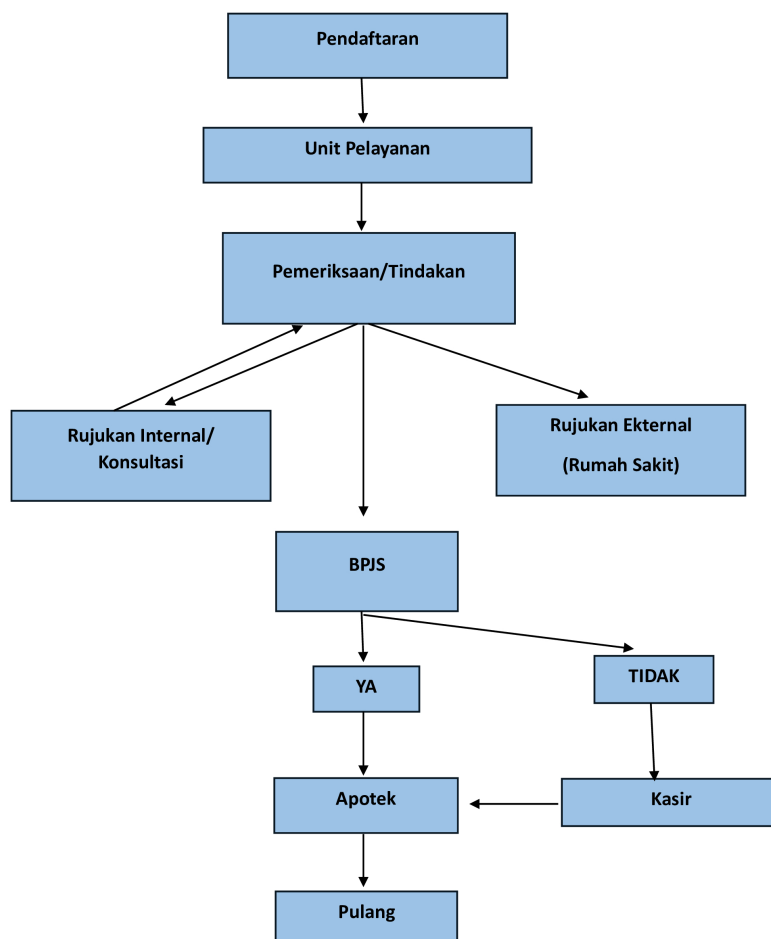 Pendaftaran
Unit Pelayanan
Pemeriksaan/Tindakan
Rujukan Internal/
Konsultasi
Rujukan Ekternal
(Rumah Sakit)
BPJS
YA
TIDAK
Apotek
Kasir
Pulang